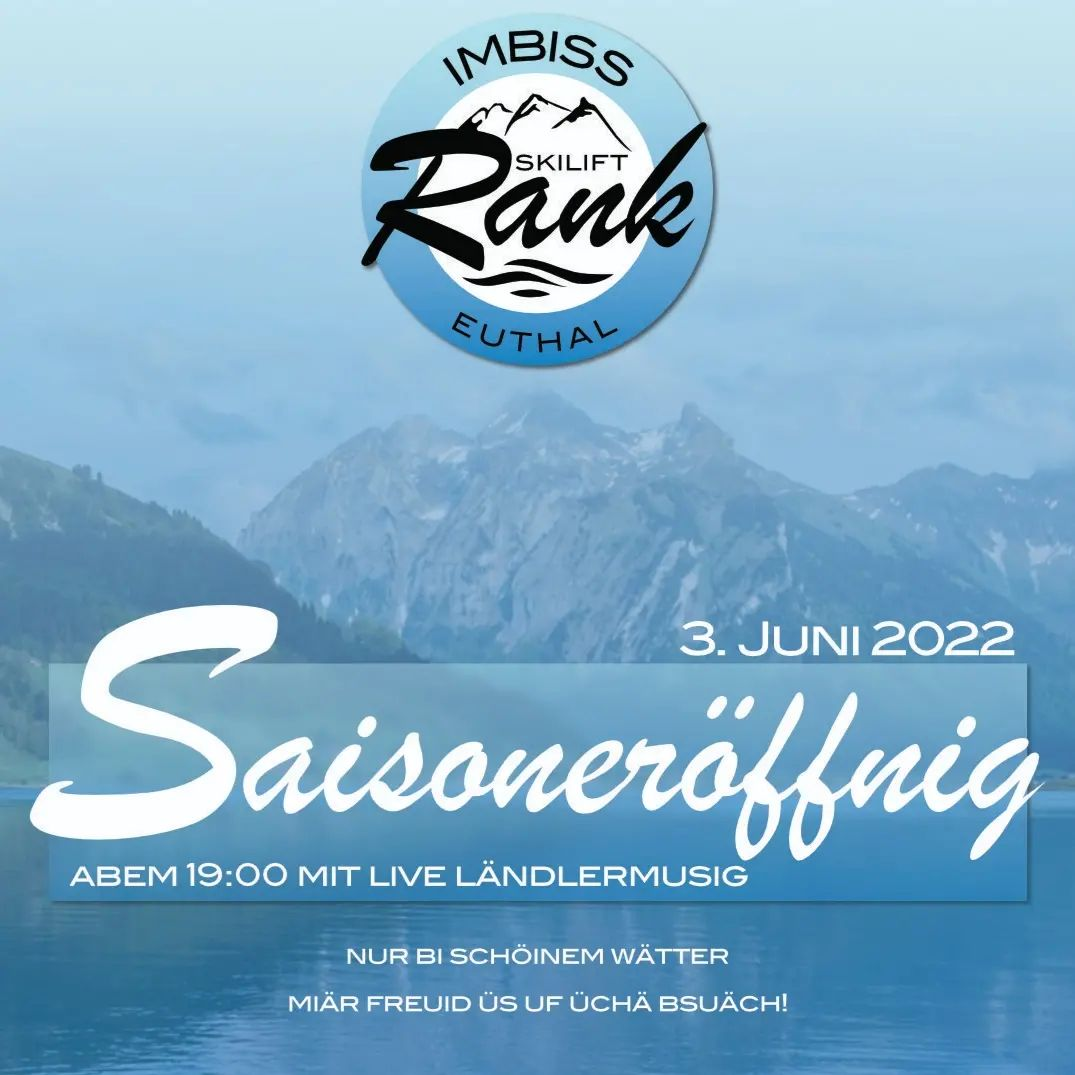 IMBISS
SKILIFT
Rank
EUTHAL
3. JUNI 2022
Saisoneröffnig
ABEM 19:00 MIT LIVE LÄNDLERMUSIG
NUR BI SCHÖINEM WÄTTER
MIÄR FREUID ÜS UF ÜCHÄ BSUÄCH!